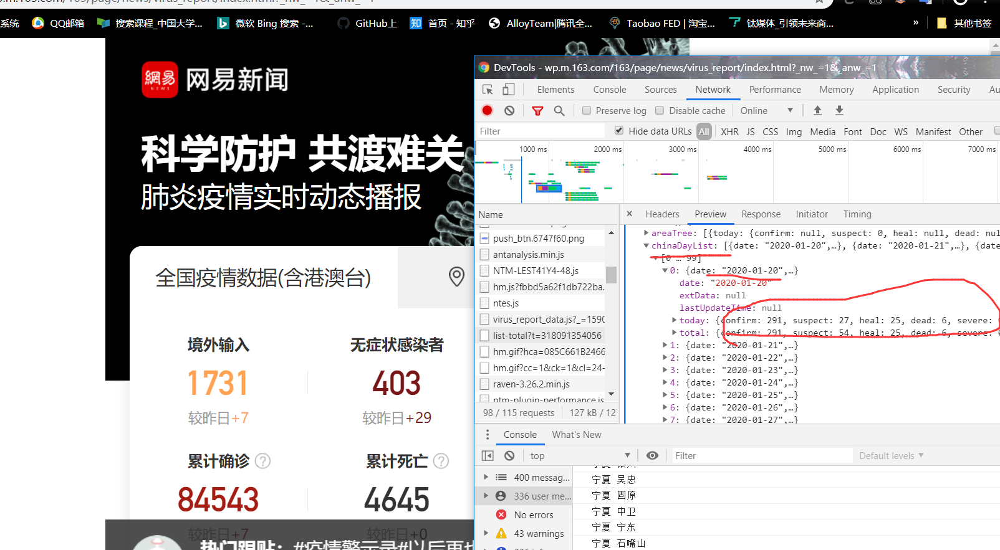 系统
QQ邮箱
搜索课程_中国大学...
微软 Bing 搜索 -...
GitHub上
首页 - 知乎
AlloyTeam|腾讯全...
Taobao FED | 淘宝...
钛媒体_引领未来商...
»
其他书签
網易
NEWS
网易新闻
科学防护 共渡难关
肺炎疫情实时动态播报
全国疫情数据(含港澳台)
境外输入
无症状感染者
1731
403
较昨日+7
较昨日+29
累计确诊 ?
累计死亡 ?
84543
4645
较昨日+7
较昨日+0
热门跟贴：#疫情警示录#以后再也
DevTools - wp.m.163.com/163/page/news/virus_report/index.html?_nw_=1&_anw_=1
Elements Console Sources Network Performance Memory Application Security Au
Preserve log Disable cache Online
Filter Hide data URLs All XHR JS CSS Img Media Font Doc WS Manifest Other
1000 ms 2000 ms 3000 ms 4000 ms 5000 ms 6000 ms 7000 ms
Name
push_btn.6747f60.png
antanalysis.min.js
NTM-LEST41Y4-48.js
hm.js?fbbd5a62f1db722ba.
ntes.js
virus_report_data.js?_=1590
list-total?t=318091354056
hm.gif?hca=085C661B2466
hm.gif?cc=1&ck=1&cl=24-
raven-3.26.2.min.js
ntm-plugin-performance.js
98 / 115 requests 127 kB / 12
× Headers Preview Response Initiator Timing
areaTree: [{today: {confirm: null, suspect: 0, heal: null, dead: nul
chinaDayList: [{date: "2020-01-20",…}, {date: "2020-01-21",…}, {date
[0 … 99]
0: {date: "2020-01-20",…}
date: "2020-01-20"
extData: null
lastUpdateTime: null
today: {confirm: 291, suspect: 27, heal: 25, dead: 6, severe:
total: {confirm: 291, suspect: 54, heal: 25, dead: 6, severe: 0
1: {date: "2020-01-21",…}
2: {date: "2020-01-22",…}
3: {date: "2020-01-23",…}
4: {date: "2020-01-24",…}
5: {date: "2020-01-25",…}
6: {date: "2020-01-26",…}
7: {date: "2020-01-27",…}
Console What's New
top Filter Default levels
400 messag...
336 user me...
No errors
43 warnings
宁夏 吴忠
宁夏 固原
宁夏 中卫
宁夏 宁东
宁夏 石嘴山